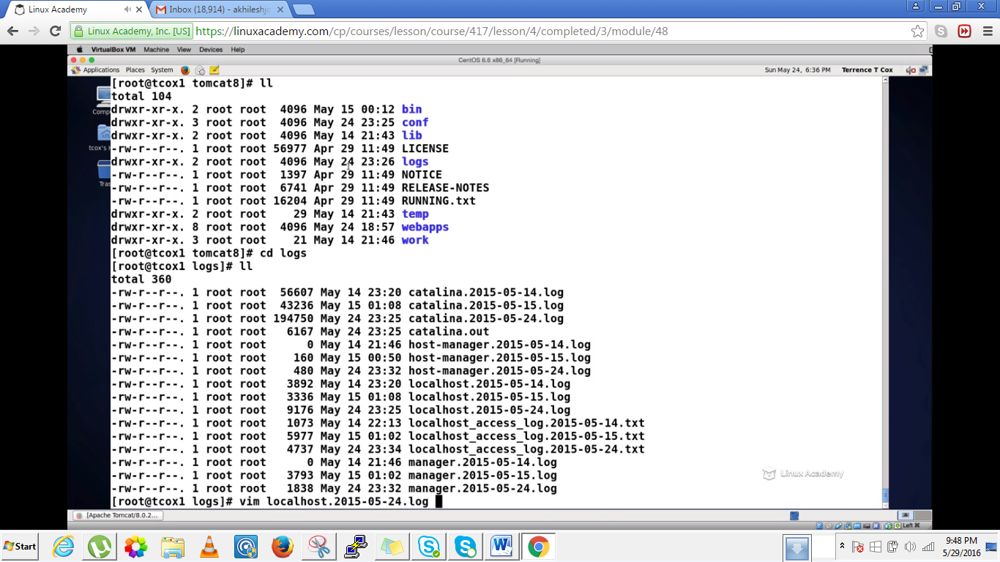 Linux Academy
Inbox (18,914) - akhileshjo
Linux Academy, Inc. [US]
https://linuxacademy.com/cp/courses/lesson/course/417/lesson/4/completed/3/module/48
VirtualBox VM Machine View Devices Help
CentOS 6.6 x86_64 [Running]
Applications Places System
Sun May 24, 6:36 PM Terrence T Cox
Comp
tcox's H
Tras
[root@tcox1 tomcat8]# ll
total 104
drwxr-xr-x. 2 root root 4096 May 15 00:12 bin
drwxr-xr-x. 3 root root 4096 May 24 23:25 conf
drwxr-xr-x. 2 root root 4096 May 14 21:43 lib
-rw-r--r--. 1 root root 56977 Apr 29 11:49 LICENSE
drwxr-xr-x. 2 root root 4096 May 24 23:26 logs
-rw-r--r--. 1 root root 1397 Apr 29 11:49 NOTICE
-rw-r--r--. 1 root root 6741 Apr 29 11:49 RELEASE-NOTES
-rw-r--r--. 1 root root 16204 Apr 29 11:49 RUNNING.txt
drwxr-xr-x. 2 root root 29 May 14 21:43 temp
drwxr-xr-x. 8 root root 4096 May 24 18:57 webapps
drwxr-xr-x. 3 root root 21 May 14 21:46 work
[root@tcox1 tomcat8]# cd logs
[root@tcox1 logs]# ll
total 360
-rw-r--r--. 1 root root 56607 May 14 23:20 catalina.2015-05-14.log
-rw-r--r--. 1 root root 43236 May 15 01:08 catalina.2015-05-15.log
-rw-r--r--. 1 root root 194750 May 24 23:25 catalina.2015-05-24.log
-rw-r--r--. 1 root root 6167 May 24 23:25 catalina.out
-rw-r--r--. 1 root root 0 May 14 21:46 host-manager.2015-05-14.log
-rw-r--r--. 1 root root 160 May 15 00:50 host-manager.2015-05-15.log
-rw-r--r--. 1 root root 480 May 24 23:32 host-manager.2015-05-24.log
-rw-r--r--. 1 root root 3892 May 14 23:20 localhost.2015-05-14.log
-rw-r--r--. 1 root root 3336 May 15 01:08 localhost.2015-05-15.log
-rw-r--r--. 1 root root 9176 May 24 23:25 localhost.2015-05-24.log
-rw-r--r--. 1 root root 1073 May 14 22:13 localhost_access_log.2015-05-14.txt
-rw-r--r--. 1 root root 5977 May 15 01:02 localhost_access_log.2015-05-15.txt
-rw-r--r--. 1 root root 4737 May 24 23:34 localhost_access_log.2015-05-24.txt
-rw-r--r--. 1 root root 0 May 14 21:46 manager.2015-05-14.log
-rw-r--r--. 1 root root 3793 May 15 01:02 manager.2015-05-15.log
-rw-r--r--. 1 root root 1838 May 24 23:32 manager.2015-05-24.log
[root@tcox1 logs]# vim localhost.2015-05-24.log
Linux Academy
[Apache Tomcat/8.0.2...
Left ⌘
Start
9:48 PM
5/29/2016